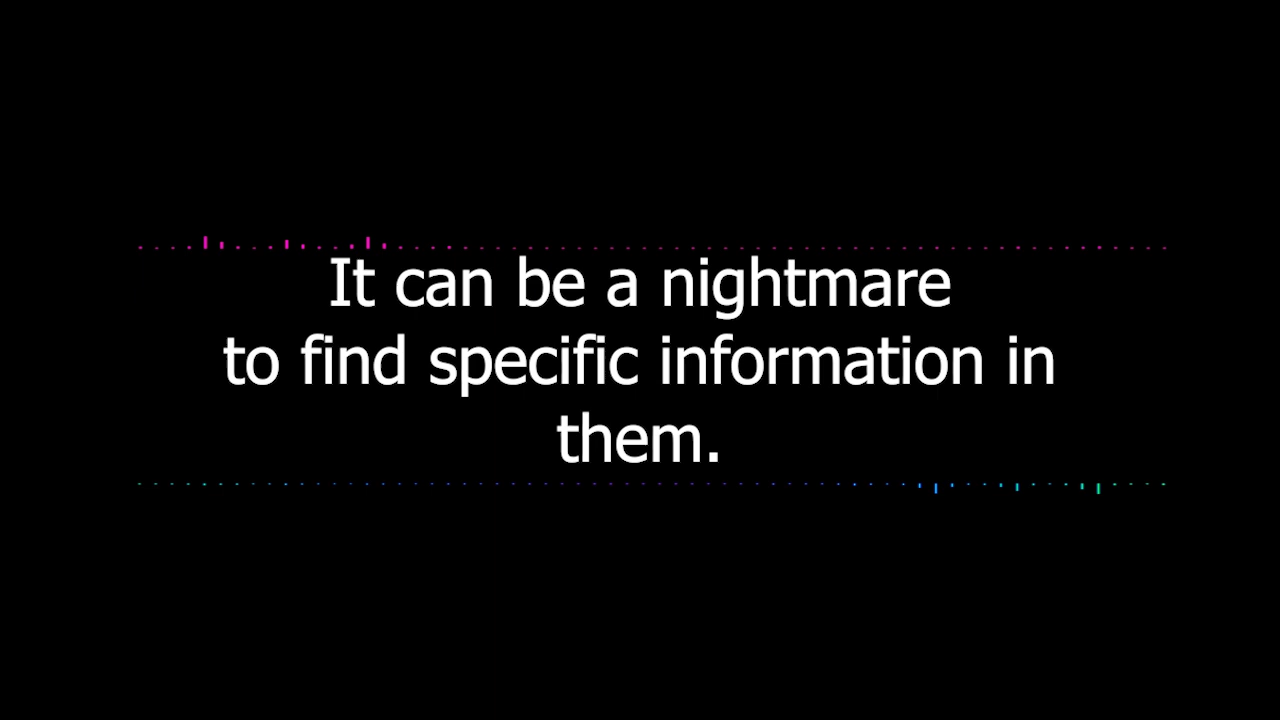 It can be a nightmare
to find specific information in
them.